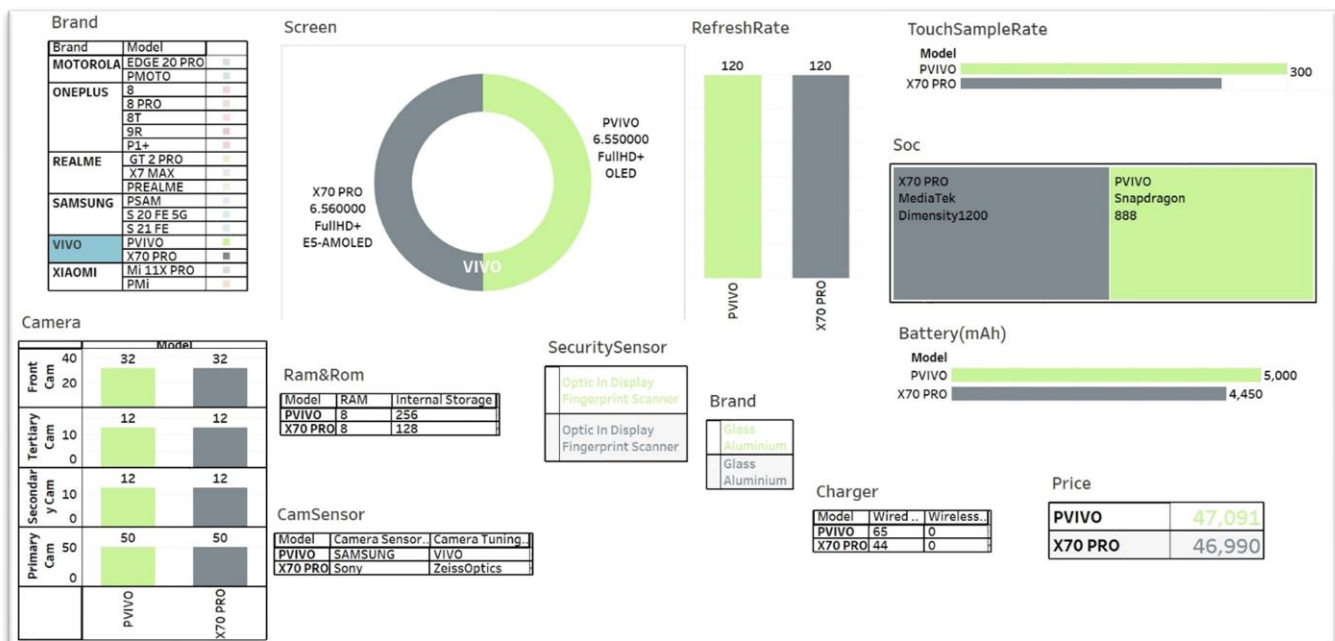 Brand
Brand Model
MOTOROLA EDGE 20 PRO
PMOTO
ONEPLUS 8
8 PRO
8T
9R
P1+
REALME GT 2 PRO
X7 MAX
PREALME
SAMSUNG PSAM
S 20 FE 5G
S 21 FE
VIVO PVIVO
X70 PRO
XIAOMI Mi 11X PRO
PMi
Screen
PVIVO
6.550000
FullHD+
OLED
X70 PRO
6.560000
FullHD+
E5-AMOLED
VIVO
RefreshRate
120 120
PVIVO
X70 PRO
TouchSampleRate
Model
PVIVO 300
X70 PRO
Soc
X70 PRO
MediaTek
Dimensity1200
PVIVO
Snapdragon
888
Camera
Model
Front
Cam
40
20
32 32
Tertiary
Cam
10
0
12 12
Secondar
y Cam
10
0
12 12
Primary
Cam
50
0
50 50
PVIVO
X70 PRO
Ram&Rom
Model RAM Internal Storage
PVIVO 8 256
X70 PRO 8 128
CamSensor
Model Camera Sensor.. Camera Tuning..
PVIVO SAMSUNG VIVO
X70 PRO Sony ZeissOptics
SecuritySensor
Optic In Display
Fingerprint Scanner
Optic In Display
Fingerprint Scanner
Brand
Glass
Aluminium
Glass
Aluminium
Battery(mAh)
Model
PVIVO 5,000
X70 PRO 4,450
Charger
Model Wired .. Wireless..
PVIVO 65 0
X70 PRO 44 0
Price
PVIVO 47,091
X70 PRO 46,990